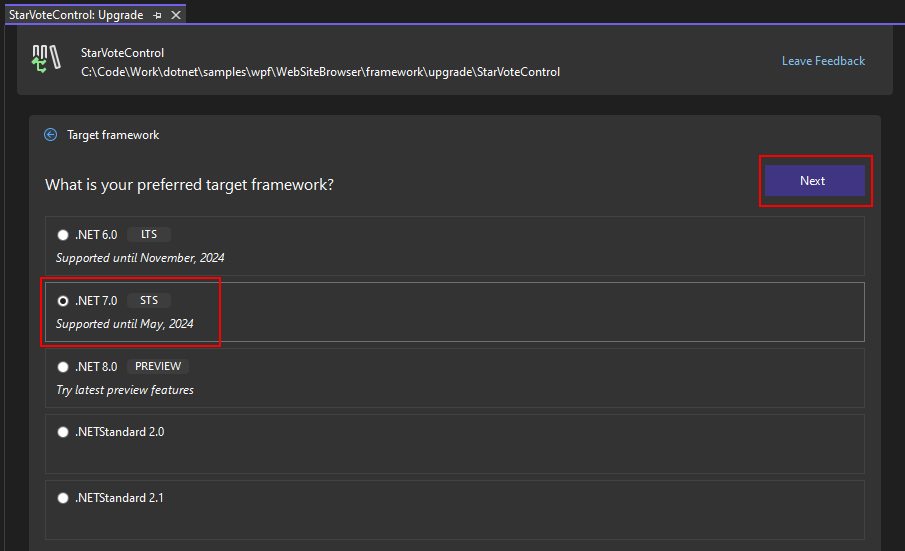 StarVoteControl: Upgrade
StarVoteControl
C:\Code\Work\dotnet\samples\wpf\WebSiteBrowser\framework\upgrade\StarVoteControl
Leave Feedback
Target framework
What is your preferred target framework?
Next
.NET 6.0 LTS
Supported until November, 2024
.NET 7.0 STS
Supported until May, 2024
.NET 8.0 PREVIEW
Try latest preview features
.NETStandard 2.0
.NETStandard 2.1